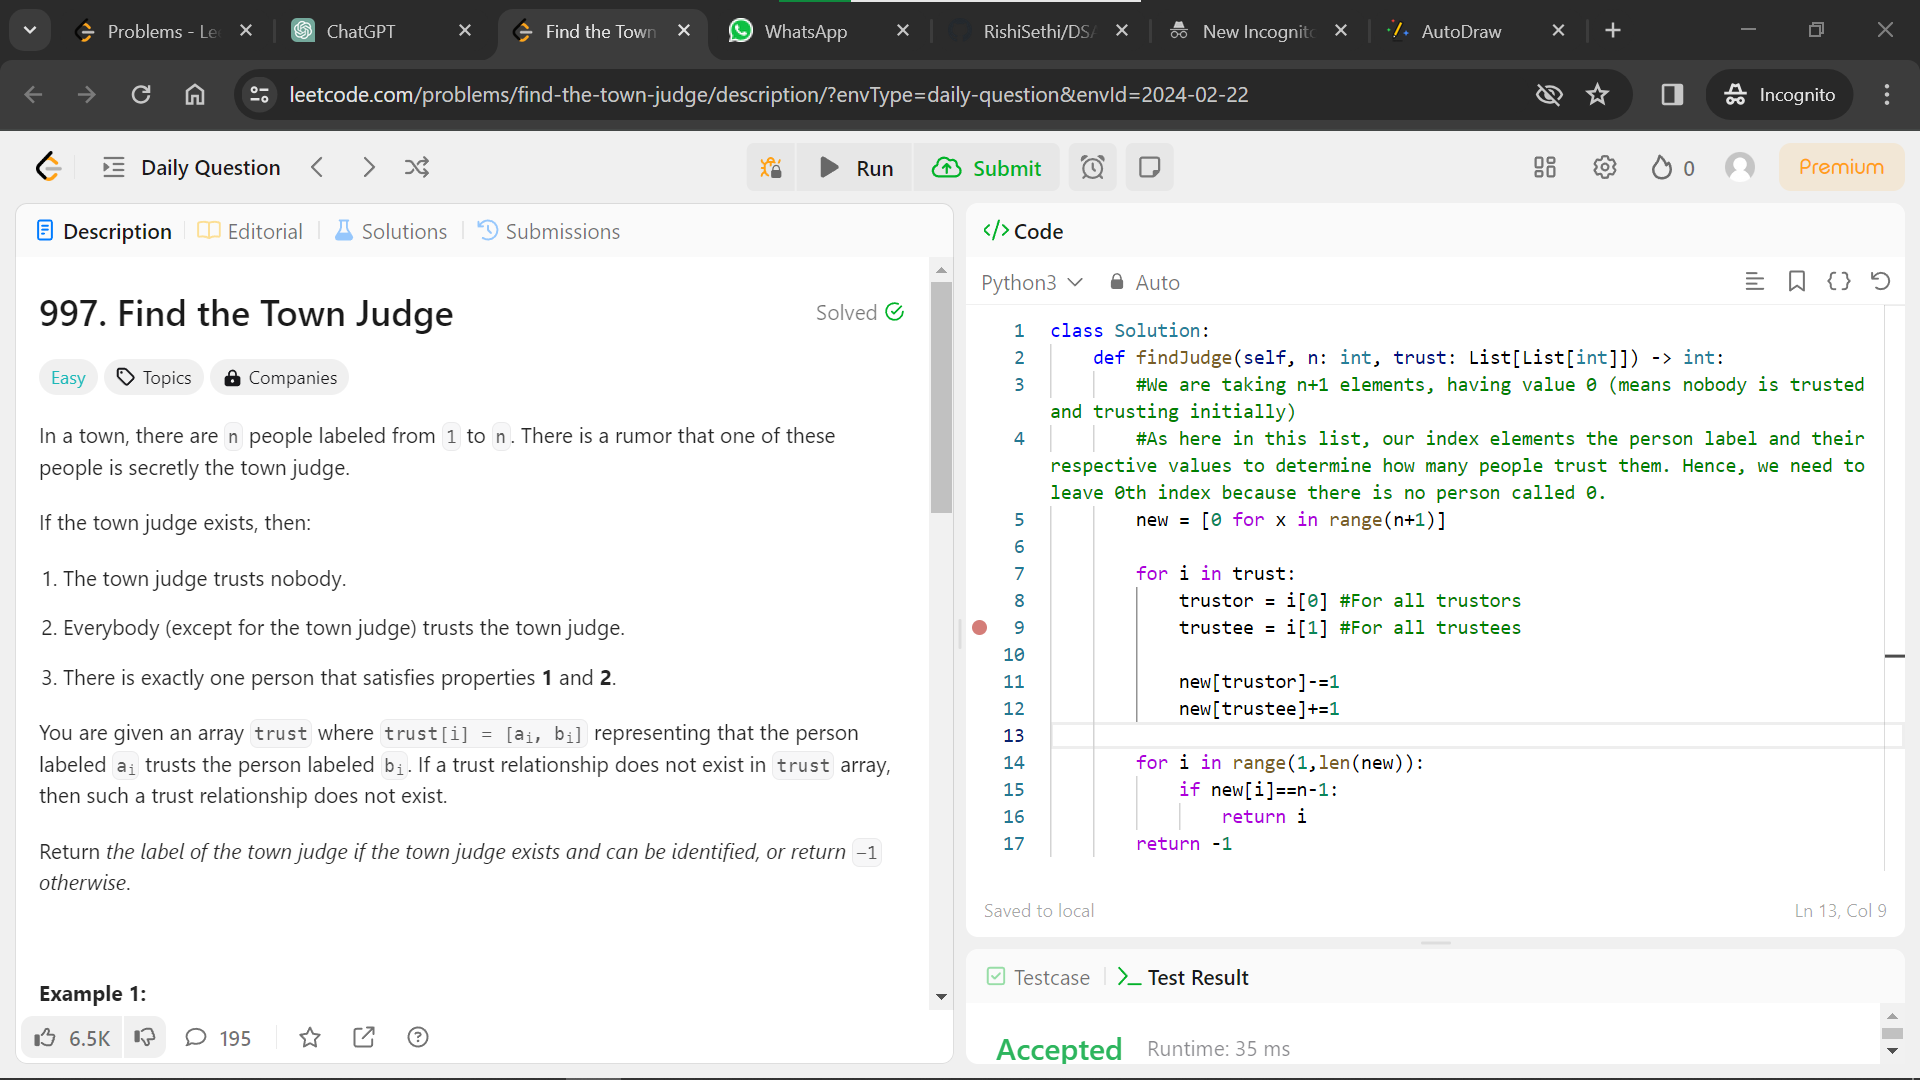 Problems - Le
ChatGPT
Find the Town
WhatsApp
RishiSethi/DSA
New Incognito
AutoDraw
leetcode.com/problems/find-the-town-judge/description/?envType=daily-question&envId=2024-02-22
Incognito
Daily Question
Run
Submit
0
Premium
Description
Editorial
Solutions
Submissions
997. Find the Town Judge
Solved
Easy
Topics
Companies
In a town, there are n people labeled from 1 to n. There is a rumor that one of these
people is secretly the town judge.
If the town judge exists, then:
1. The town judge trusts nobody.
2. Everybody (except for the town judge) trusts the town judge.
3. There is exactly one person that satisfies properties 1 and 2.
You are given an array trust where trust[i] = [ai, bi] representing that the person
labeled ai trusts the person labeled bi. If a trust relationship does not exist in trust array,
then such a trust relationship does not exist.
Return the label of the town judge if the town judge exists and can be identified, or return -1
otherwise.
Example 1:
6.5K
195
</> Code
Python3
Auto
1 class Solution:
2 def findJudge(self, n: int, trust: List[List[int]]) -> int:
3 #We are taking n+1 elements, having value 0 (means nobody is trusted
and trusting initially)
4 #As here in this list, our index elements the person label and their
respective values to determine how many people trust them. Hence, we need to
leave 0th index because there is no person called 0.
5 new = [0 for x in range(n+1)]
6
7 for i in trust:
8 trustor = i[0] #For all trustors
9 trustee = i[1] #For all trustees
10
11 new[trustor]-=1
12 new[trustee]+=1
13
14 for i in range(1,len(new)):
15 if new[i]==n-1:
16 return i
17 return -1
Saved to local
Ln 13, Col 9
Testcase
>_ Test Result
Accepted
Runtime: 35 ms